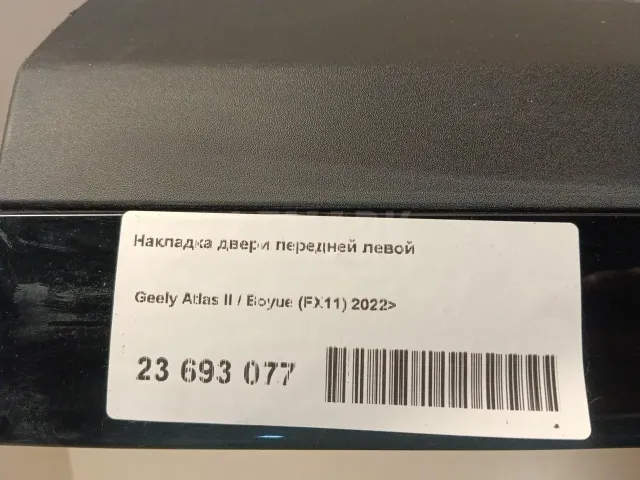 Накладка двери передней левой
Geely Atlas II / Boyue (FX11) 2022>
23 693 077